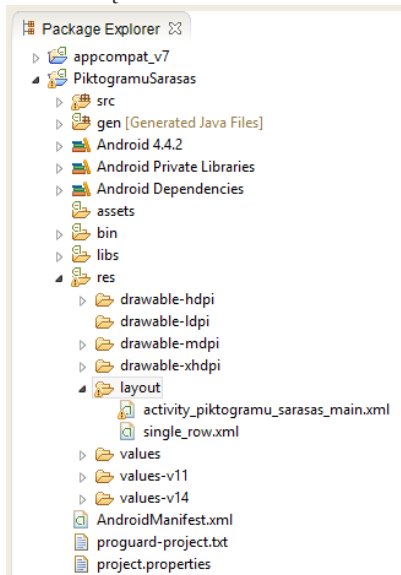 Package Explorer
appcompat_v7
PiktogramuSarasas
src
gen [Generated Java Files]
Android 4.4.2
Android Private Libraries
Android Dependencies
assets
bin
libs
res
drawable-hdpi
drawable-ldpi
drawable-mdpi
drawable-xhdpi
layout
activity_piktogramu_sarasas_main.xml
single_row.xml
values
values-v11
values-v14
AndroidManifest.xml
proguard-project.txt
project.properties